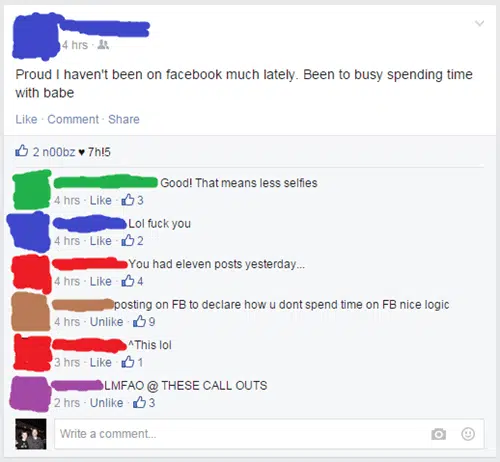 4 hrs ·
Proud I haven't been on facebook much lately. Been to busy spending time
with babe
Like · Comment · Share
2 n00bz ♥ 7h!5
Good! That means less selfies
4 hrs · Like · 3
Lol fuck you
4 hrs · Like · 2
You had eleven posts yesterday...
4 hrs · Like · 4
posting on FB to declare how u dont spend time on FB nice logic
4 hrs · Unlike · 9
^This lol
3 hrs · Like · 1
LMFAO @ THESE CALL OUTS
2 hrs · Unlike · 3
Write a comment...